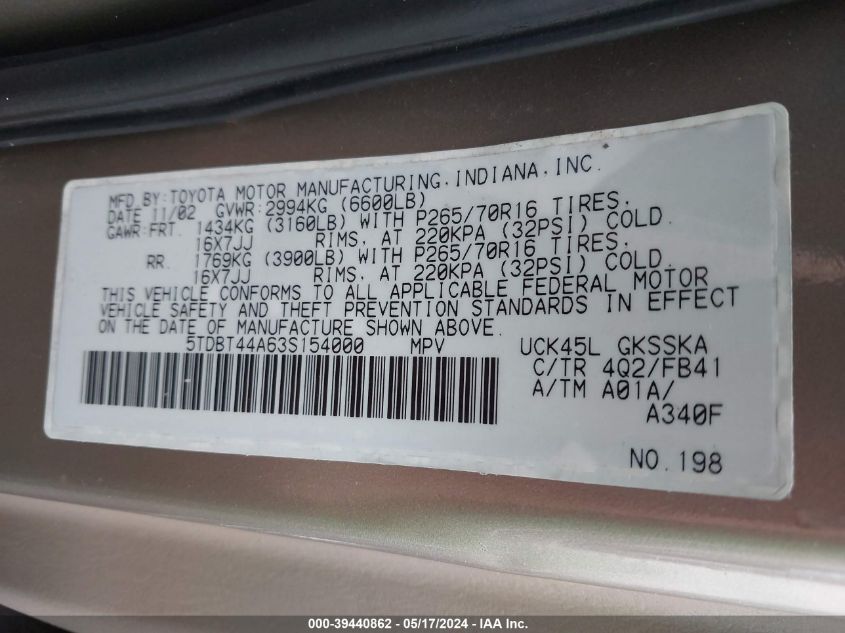 MFD.BY:TOYOTA MOTOR MANUFACTURING.INDIANA.INC.
DATE 11/02 GVWR:2994KG (6600LB)
GAWR:FRT. 1434KG (3160LB) WITH P265/70R16 TIRES.
16X7JJ RIMS. AT 220KPA (32PSI) COLD.
RR. 1769KG (3900LB) WITH P265/70R16 TIRES.
16X7JJ RIMS. AT 220KPA (32PSI) COLD.
THIS VEHICLE CONFORMS TO ALL APPLICABLE FEDERAL MOTOR
VEHICLE SAFETY AND THEFT PREVENTION STANDARDS IN EFFECT
ON THE DATE OF MANUFACTURE SHOWN ABOVE.
5TDBT44A63S154000 MPV UCK45L GKSSKA
C/TR 4Q2/FB41
A/TM A01A/
A340F
NO.198
000-39440862 - 05/17/2024 - IAA Inc.